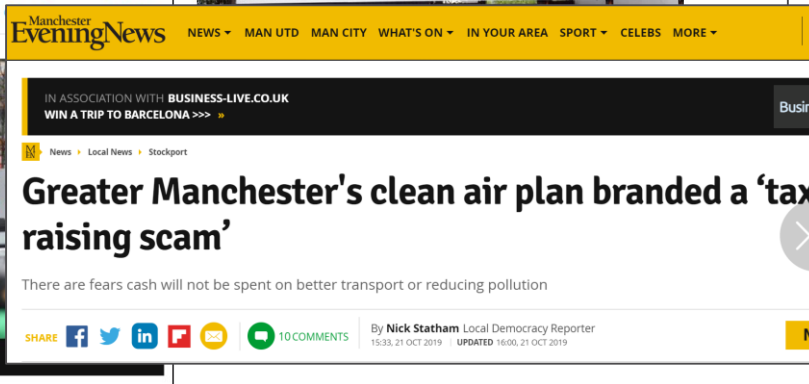 Manchester
EveningNews
NEWS MAN UTD MAN CITY WHAT'S ON IN YOUR AREA SPORT CELEBS MORE
IN ASSOCIATION WITH BUSINESS-LIVE.CO.UK
WIN A TRIP TO BARCELONA >>> »
News Local News Stockport
Greater Manchester's clean air plan branded a ‘tax
raising scam’
There are fears cash will not be spent on better transport or reducing pollution
SHARE
10 COMMENTS
By Nick Statham Local Democracy Reporter
15:33, 21 OCT 2019 | UPDATED 16:00, 21 OCT 2019